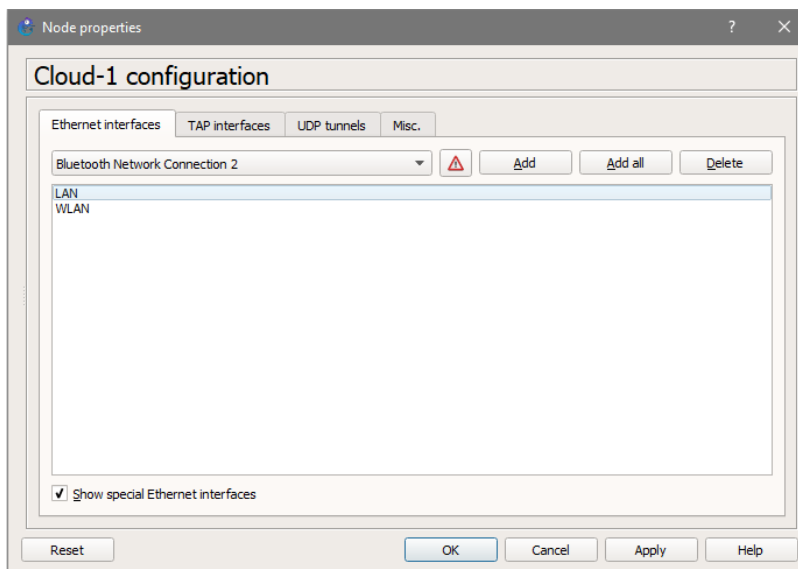 Node properties
Cloud-1 configuration
Ethernet interfaces TAP interfaces UDP tunnels Misc.
Bluetooth Network Connection 2 Add Add all Delete
LAN
WLAN
Show special Ethernet interfaces
Reset OK Cancel Apply Help